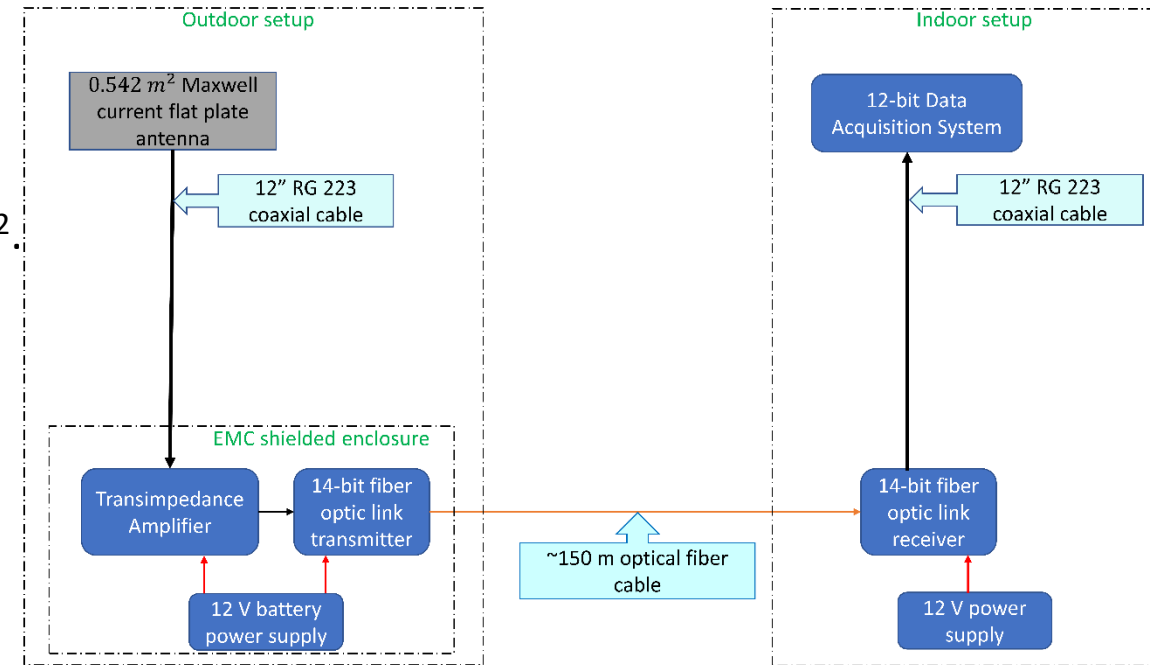 Outdoor setup
0.542 m² Maxwell
current flat plate
antenna
12” RG 223
coaxial cable
2.
EMC shielded enclosure
Transimpedance
Amplifier
14-bit fiber
optic link
transmitter
12 V battery
power supply
~150 m optical fiber
cable
Indoor setup
12-bit Data
Acquisition System
12” RG 223
coaxial cable
14-bit fiber
optic link
receiver
12 V power
supply